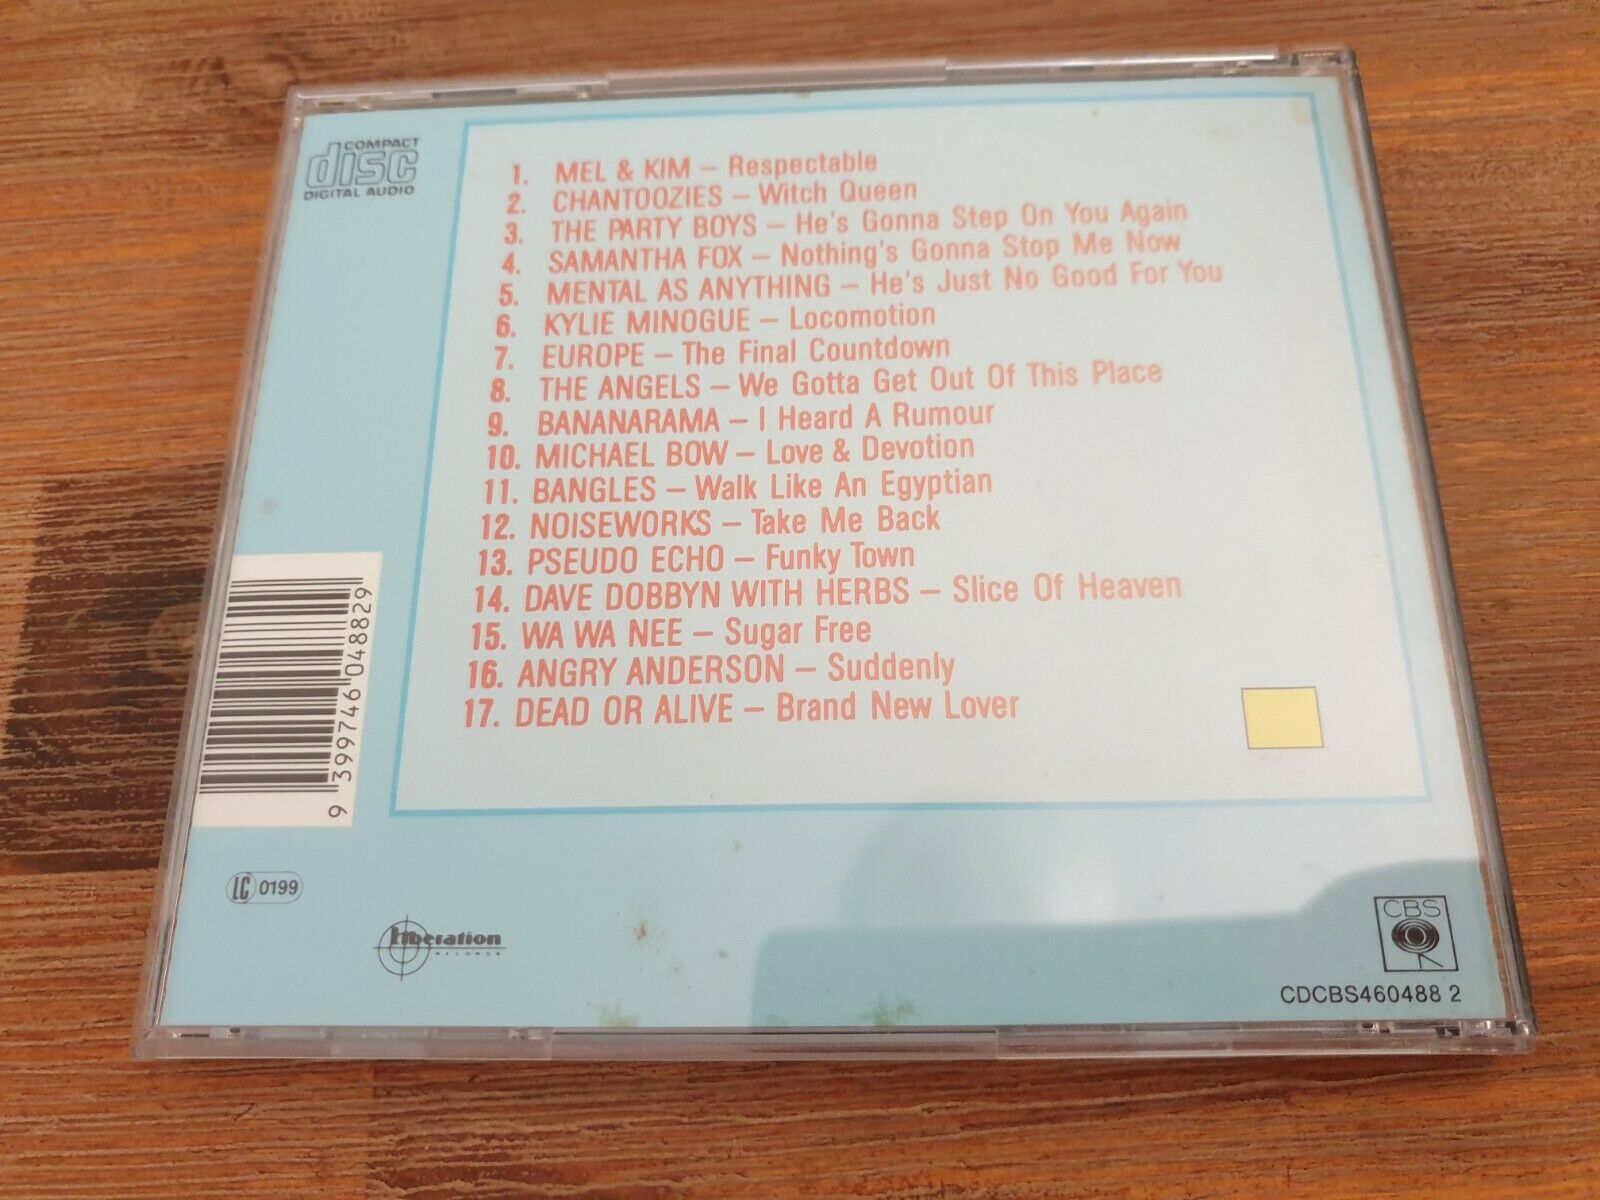 COMPACT
disc
DIGITAL AUDIO
1. MEL & KIM – Respectable
2. CHANTOOZIES – Witch Queen
3. THE PARTY BOYS – He's Gonna Step On You Again
4. SAMANTHA FOX – Nothing's Gonna Stop Me Now
5. MENTAL AS ANYTHING – He's Just No Good For You
6. KYLIE MINOGUE – Locomotion
7. EUROPE – The Final Countdown
8. THE ANGELS – We Gotta Get Out Of This Place
9. BANANARAMA – I Heard A Rumour
10. MICHAEL BOW – Love & Devotion
11. BANGLES – Walk Like An Egyptian
12. NOISEWORKS – Take Me Back
13. PSEUDO ECHO – Funky Town
14. DAVE DOBBYN WITH HERBS – Slice Of Heaven
15. WA WA NEE – Sugar Free
16. ANGRY ANDERSON – Suddenly
17. DEAD OR ALIVE – Brand New Lover
9 399746 048829
LC 0199
Liberation
RECORDS
CBS
CDCBS460488 2